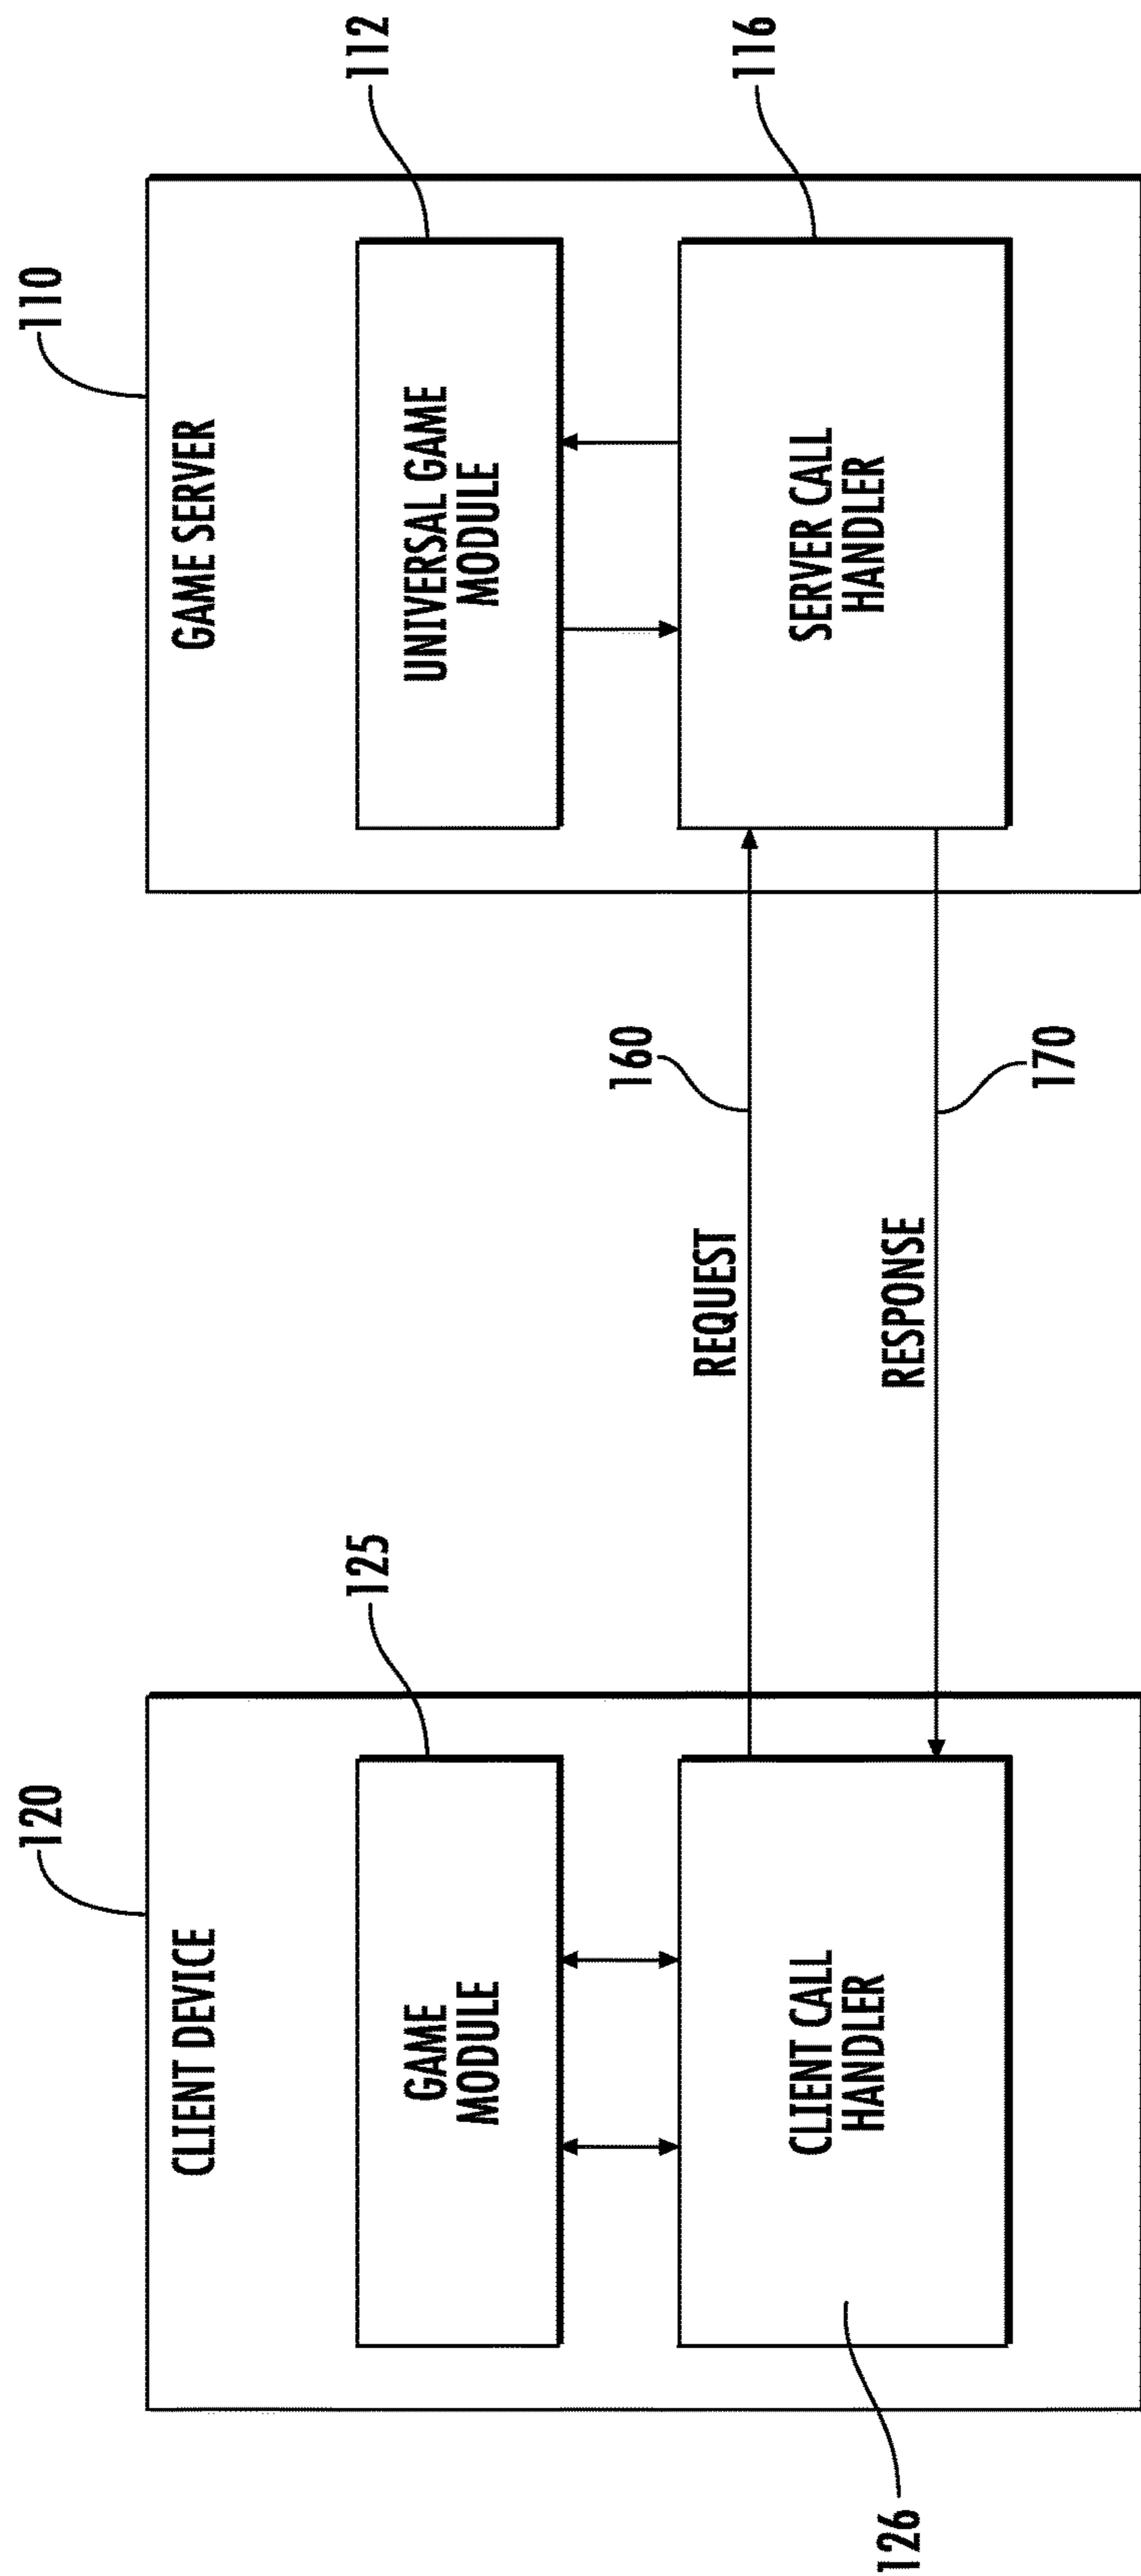 120
CLIENT DEVICE
125
GAME
MODULE
CLIENT CALL
HANDLER
126
REQUEST
160
RESPONSE
170
110
GAME SERVER
112
UNIVERSAL GAME
MODULE
SERVER CALL
HANDLER
116